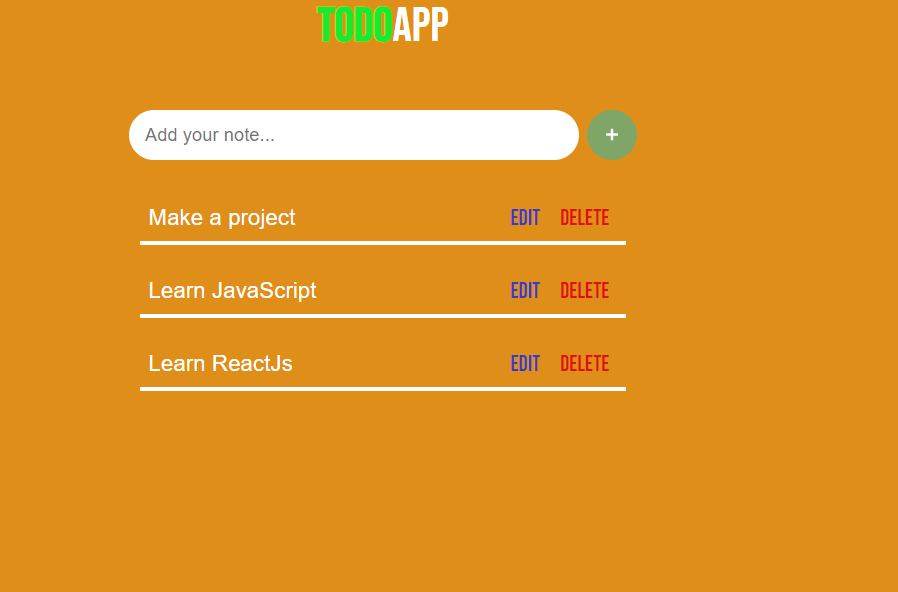 TODOAPP
Add your note... +
Make a project EDIT DELETE
Learn JavaScript EDIT DELETE
Learn ReactJs EDIT DELETE